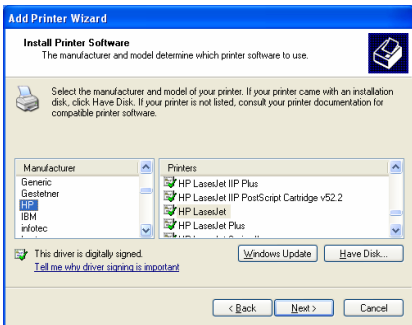 Add Printer Wizard
Install Printer Software
The manufacturer and model determine which printer software to use.
Select the manufacturer and model of your printer. If your printer came with an installation
disk, click Have Disk. If your printer is not listed, consult your printer documentation for
compatible printer software.
Manufacturer
Generic
Gestetner
HP
IBM
infotec
Printers
HP LaserJet IIP Plus
HP LaserJet IIP PostScript Cartridge v52.2
HP LaserJet
HP LaserJet Plus
This driver is digitally signed.
Tell me why driver signing is important
Windows Update
Have Disk...
< Back
Next >
Cancel